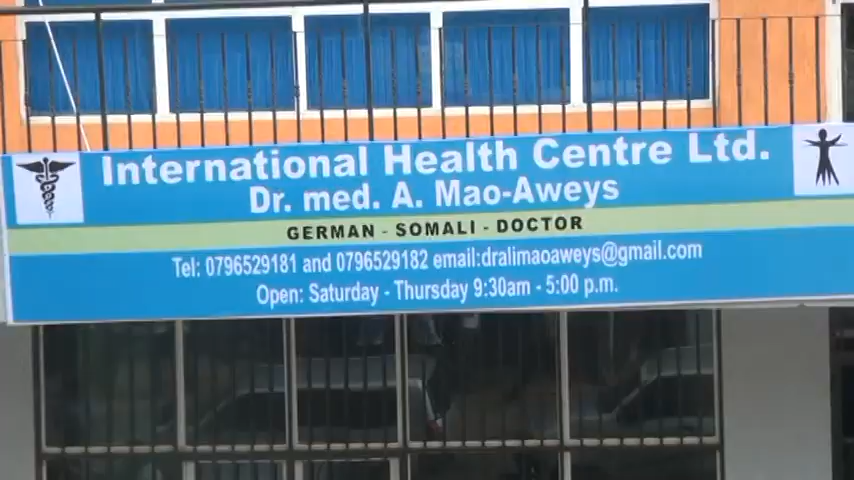 International Health Centre Ltd.
Dr. med. A. Mao-Aweys
GERMAN - SOMALI - DOCTOR
Tel: 0796529181 and 0796529182 email:dralimaoaweys@gmail.com
Open: Saturday - Thursday 9:30am - 5:00 p.m.